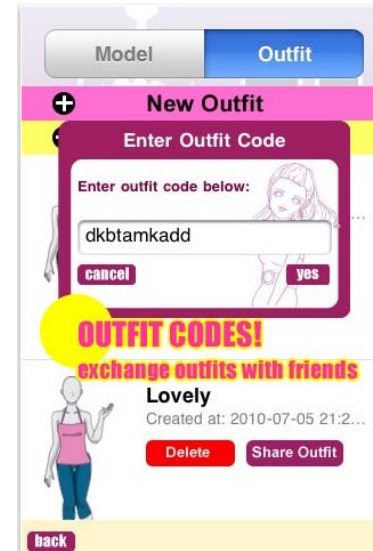 Model Outfit
New Outfit
Enter Outfit Code
Enter outfit code below:
dkbtamkadd
cancel yes
OUTFIT CODES!
exchange outfits with friends
Lovely
Created at: 2010-07-05 21:2...
Delete Share Outfit
back